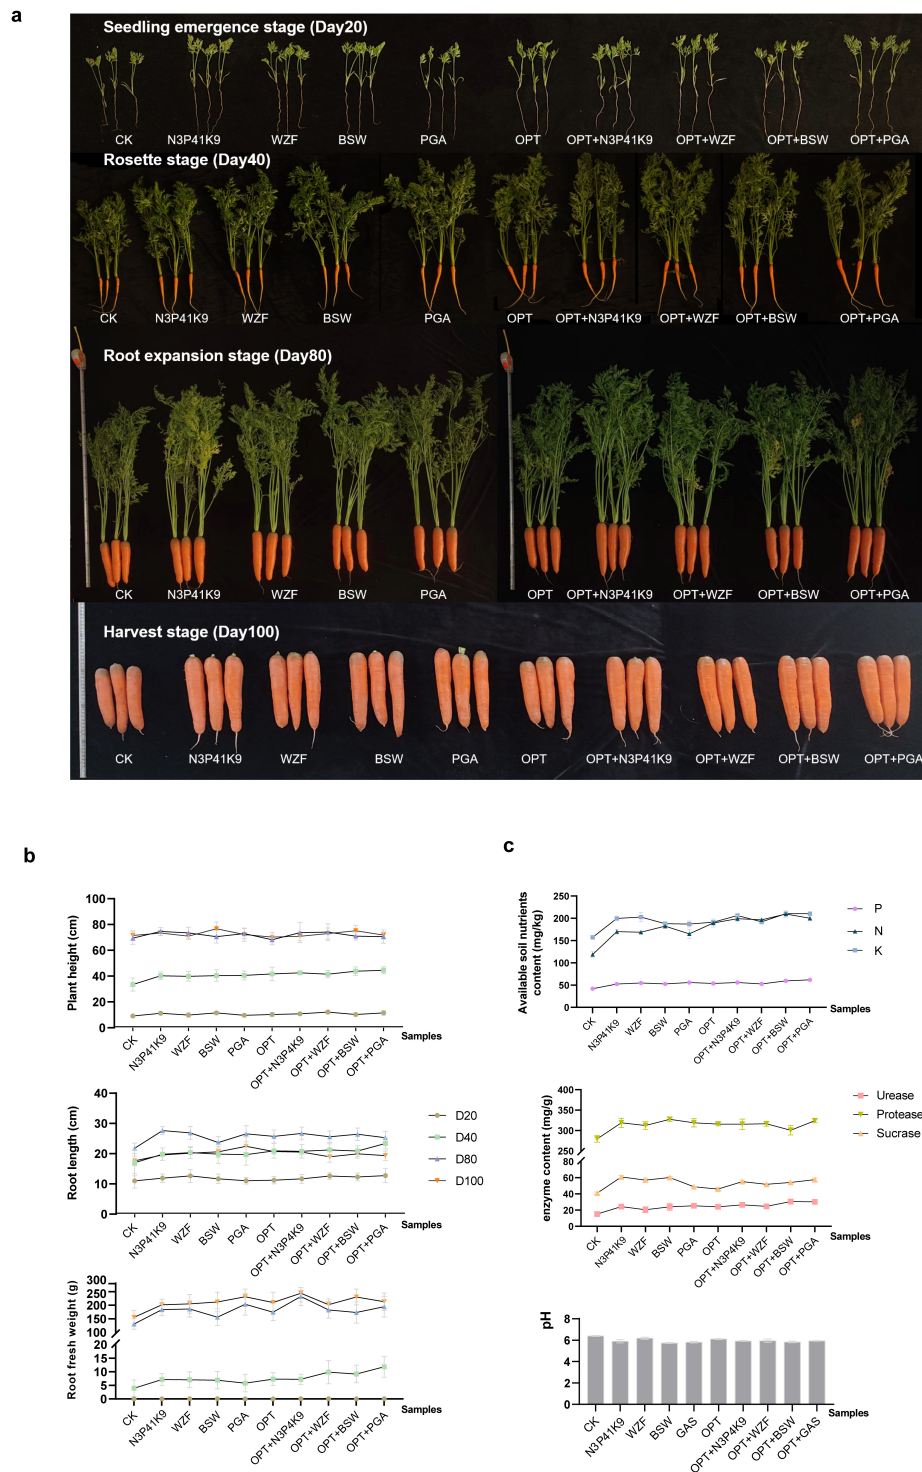 a
Seedling emergence stage (Day20)
CK N3P41K9 WZF BSW PGA OPT OPT+N3P41K9 OPT+WZF OPT+BSW OPT+PGA
Rosette stage (Day40)
CK N3P41K9 WZF BSW PGA OPT OPT+N3P41K9 OPT+WZF OPT+BSW OPT+PGA
Root expansion stage (Day80)
CK N3P41K9 WZF BSW PGA OPT OPT+N3P41K9 OPT+WZF OPT+BSW OPT+PGA
Harvest stage (Day100)
CK N3P41K9 WZF BSW PGA OPT OPT+N3P41K9 OPT+WZF OPT+BSW OPT+PGA
b
Plant height (cm)
100
80
60
40
20
0
CK N3P41K9 WZF BSW PGA OPT OPT+N3P4K9 OPT+WZF OPT+BSW OPT+PGA
Samples
Root length (cm)
40
30
20
10
0
CK N3P41K9 WZF BSW PGA OPT OPT+N3P4K9 OPT+WZF OPT+BSW OPT+PGA
Samples
D20
D40
D80
D100
Root fresh weight (g)
300
250
200
150
100
20
15
10
5
0
CK N3P41K9 WZF BSW PGA OPT OPT+N3P4K9 OPT+WZF OPT+BSW OPT+PGA
Samples
c
Available soil nutrients
content (mg/kg)
250
200
150
100
50
0
CK N3P41K9 WZF BSW PGA OPT OPT+N3P4K9 OPT+WZF OPT+BSW OPT+PGA
Samples
P
N
K
enzyme content (mg/g)
400
350
300
250
80
60
40
20
0
CK N3P41K9 WZF BSW PGA OPT OPT+N3P4K9 OPT+WZF OPT+BSW OPT+PGA
Samples
Urease
Protease
Sucrase
pH
8
6
4
2
0
CK N3P41K9 WZF BSW GAS OPT OPT+N3P4K9 OPT+WZF OPT+BSW OPT+GAS
Samples